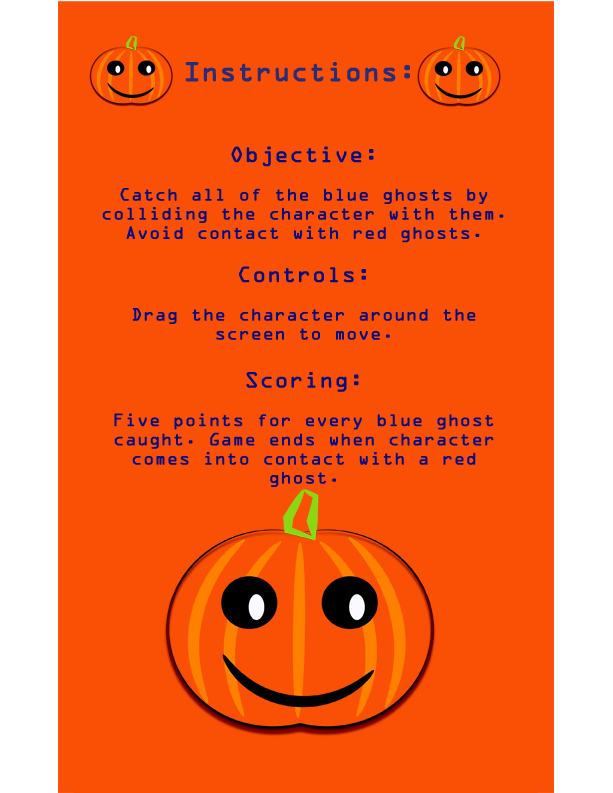 Instructions:
Objective:
Catch all of the blue ghosts by
colliding the character with them.
Avoid contact with red ghosts.
Controls:
Drag the character around the
screen to move.
Scoring:
Five points for every blue ghost
caught. Game ends when character
comes into contact with a red
ghost.